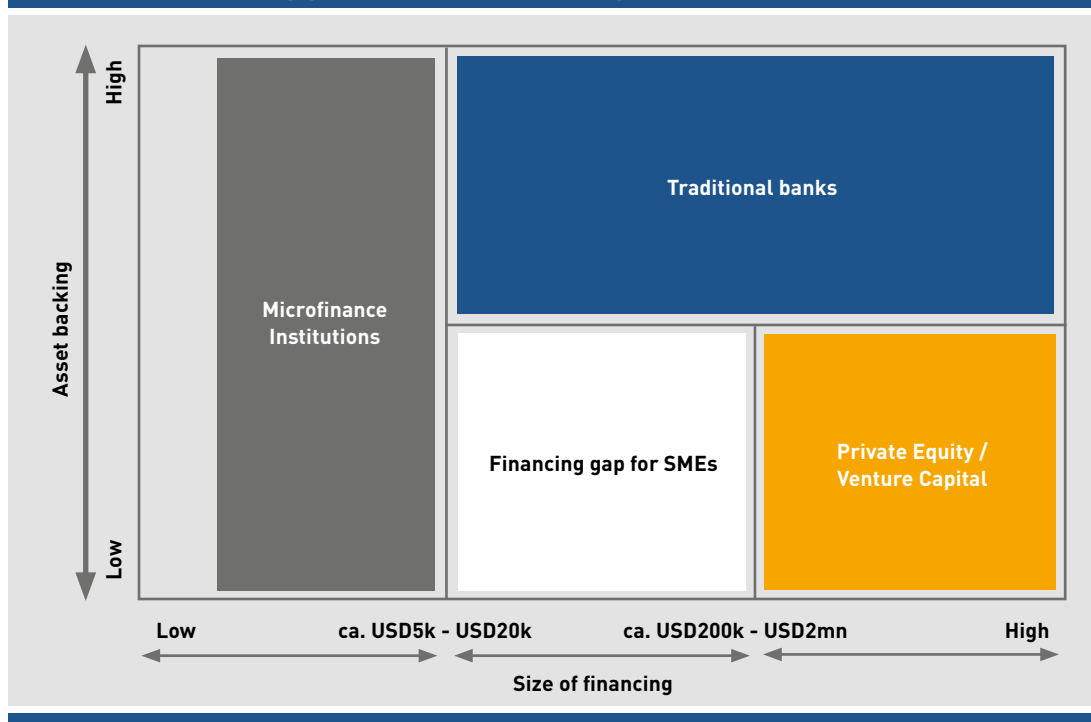 High
Asset backing
Low
Traditional banks
Microfinance
Institutions
Financing gap for SMEs
Private Equity /
Venture Capital
Low
ca. USD5k - USD20k
ca. USD200k - USD2mn
High
Size of financing